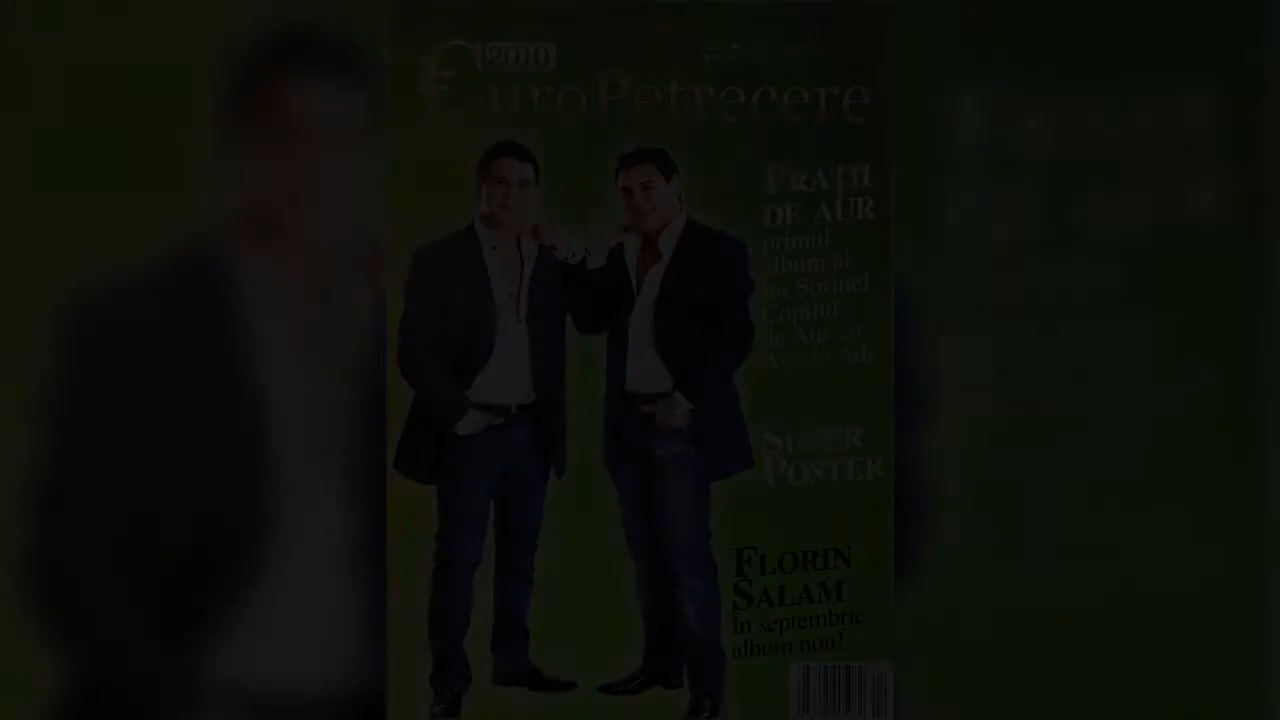 2010
€uroPetrecere
FRAȚII
DE AUR
primul
album al
lui Sorinel
Copilul
de Aur cu
SUPER
POSTER
FLORIN
SALAM
În septembrie
album nou!